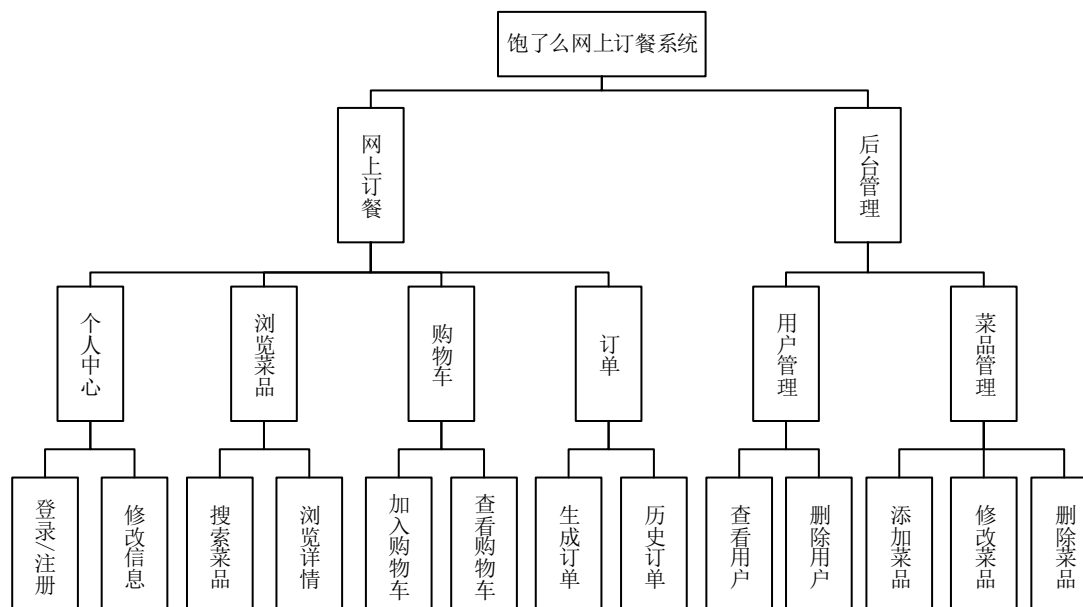 饱了么网上订餐系统
网上订餐
后台管理
个人中心
浏览菜品
购物车
订单
用户管理
菜品管理
登录/注册
修改信息
搜索菜品
浏览详情
加入购物车
查看购物车
生成订单
历史订单
查看用户
删除用户
添加菜品
修改菜品
删除菜品